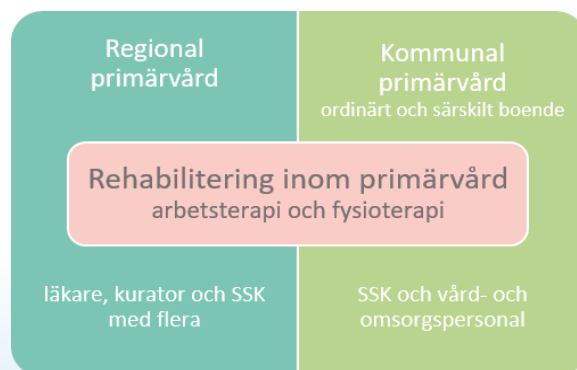 Regional
primärvård
Kommunal
primärvård
ordinärt och särskilt boende
Rehabilitering inom primärvård
arbetsterapi och fysioterapi
läkare, kurator och SSK
med flera
SSK och vård- och
omsorgspersonal